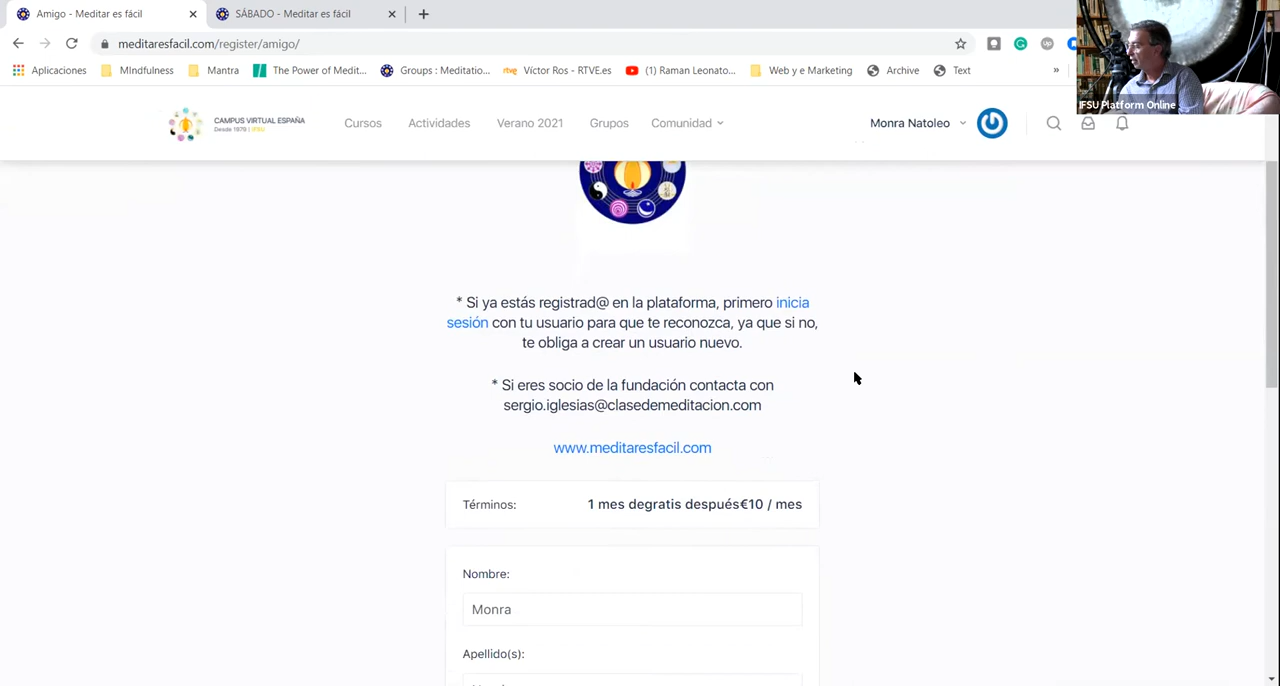 Amigo - Meditar es fácil
SÁBADO - Meditar es fácil
meditaresfacil.com/register/amigo/
Aplicaciones
MIndfulness
Mantra
The Power of Medit...
Groups : Meditatio...
Víctor Ros - RTVE.es
(1) Raman Leonato...
Web y e Marketing
Archive
Text
»
IFSU Platform Online
CAMPUS VIRTUAL ESPAÑA
Desde 1979 | IFSU
Cursos
Actividades
Verano 2021
Grupos
Comunidad
Monra Natoleo
* Si ya estás registrad@ en la plataforma, primero inicia
sesión con tu usuario para que te reconozca, ya que si no,
te obliga a crear un usuario nuevo.
* Si eres socio de la fundación contacta con
sergio.iglesias@clasedemeditacion.com
www.meditaresfacil.com
Términos: 1 mes degratis después€10 / mes
Nombre:
Monra
Apellido(s):